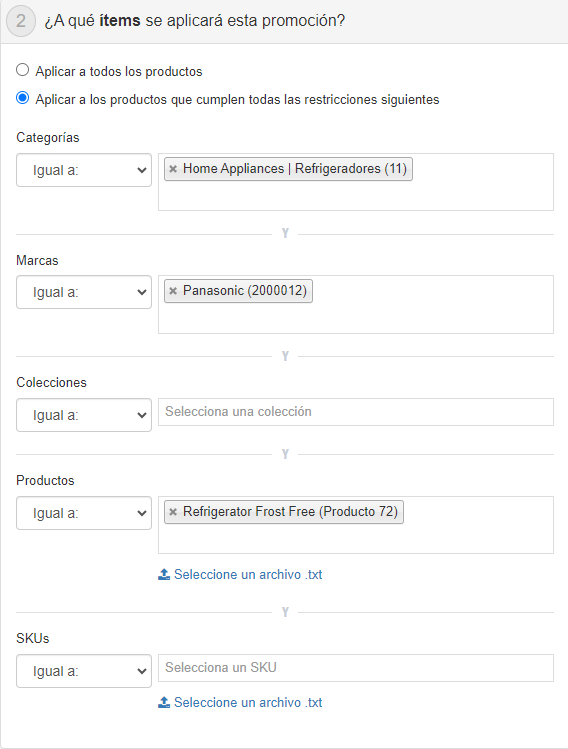 2 ¿A qué ítems se aplicará esta promoción?
Aplicar a todos los productos
Aplicar a los productos que cumplen todas las restricciones siguientes
Categorías
Igual a: × Home Appliances | Refrigeradores (11)
Y
Marcas
Igual a: × Panasonic (2000012)
Y
Colecciones
Igual a: Selecciona una colección
Y
Productos
Igual a: × Refrigerator Frost Free (Producto 72)
Seleccione un archivo .txt
Y
SKUs
Igual a: Selecciona un SKU
Seleccione un archivo .txt